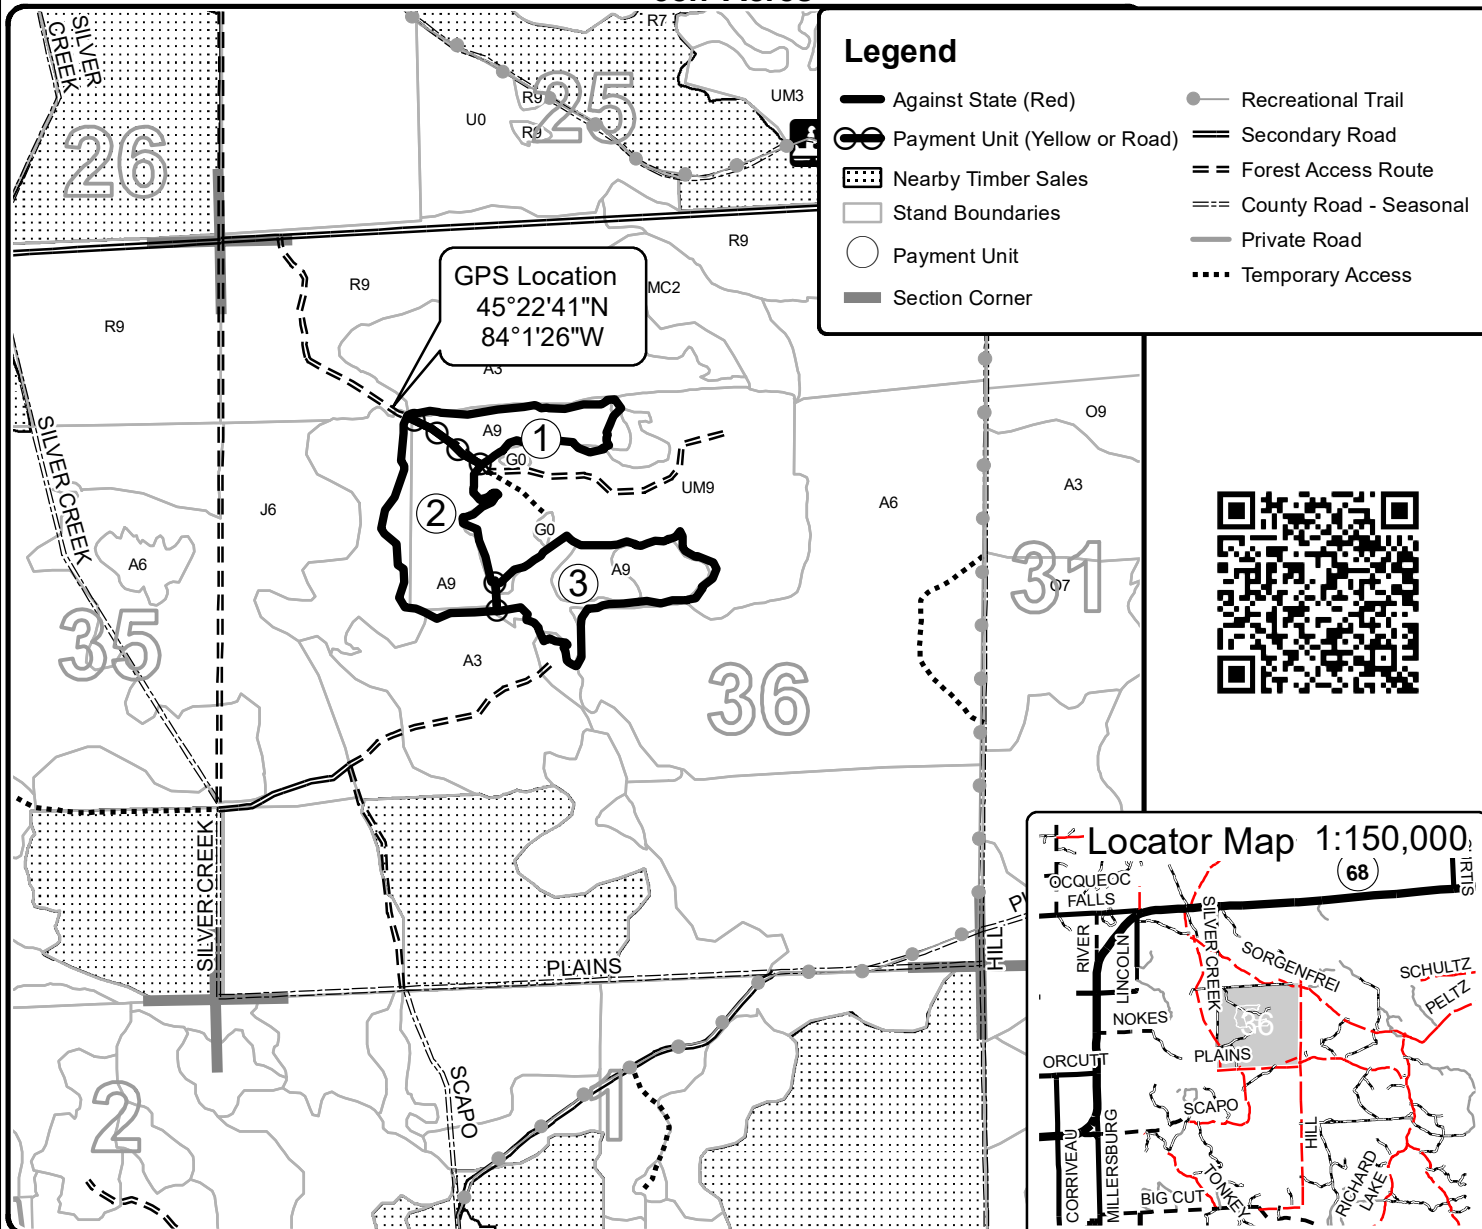 Legend
Against State (Red)
Payment Unit (Yellow or Road)
Nearby Timber Sales
Stand Boundaries
Payment Unit
Section Corner
Recreational Trail
Secondary Road
Forest Access Route
County Road - Seasonal
Private Road
Temporary Access
SILVER
CREEK
26
R7
U0
R9
R9
25
UM3
R9
R9
R9
MC2
GPS Location
45°22'41"N
84°1'26"W
A3
A9
1
G0
2
G0
UM9
A9
3
A9
J6
A6
A6
O9
A3
31
O7
SILVER CREEK
35
A3
36
SILVER CREEK
PLAINS
HILL
SCAPO
2
1
Locator Map 1:150,000
68
OCQUEOC
FALLS
RIVER
LINCOLN
SILVER CREEK
SORGENFREI
SCHULTZ
PELTZ
NOKES
36
PLAINS
ORCUTT
SCAPO
HILL
CORRIVEAU
MILLERSBURG
BIG CUT
TONKEY
RICHARD
LAKE